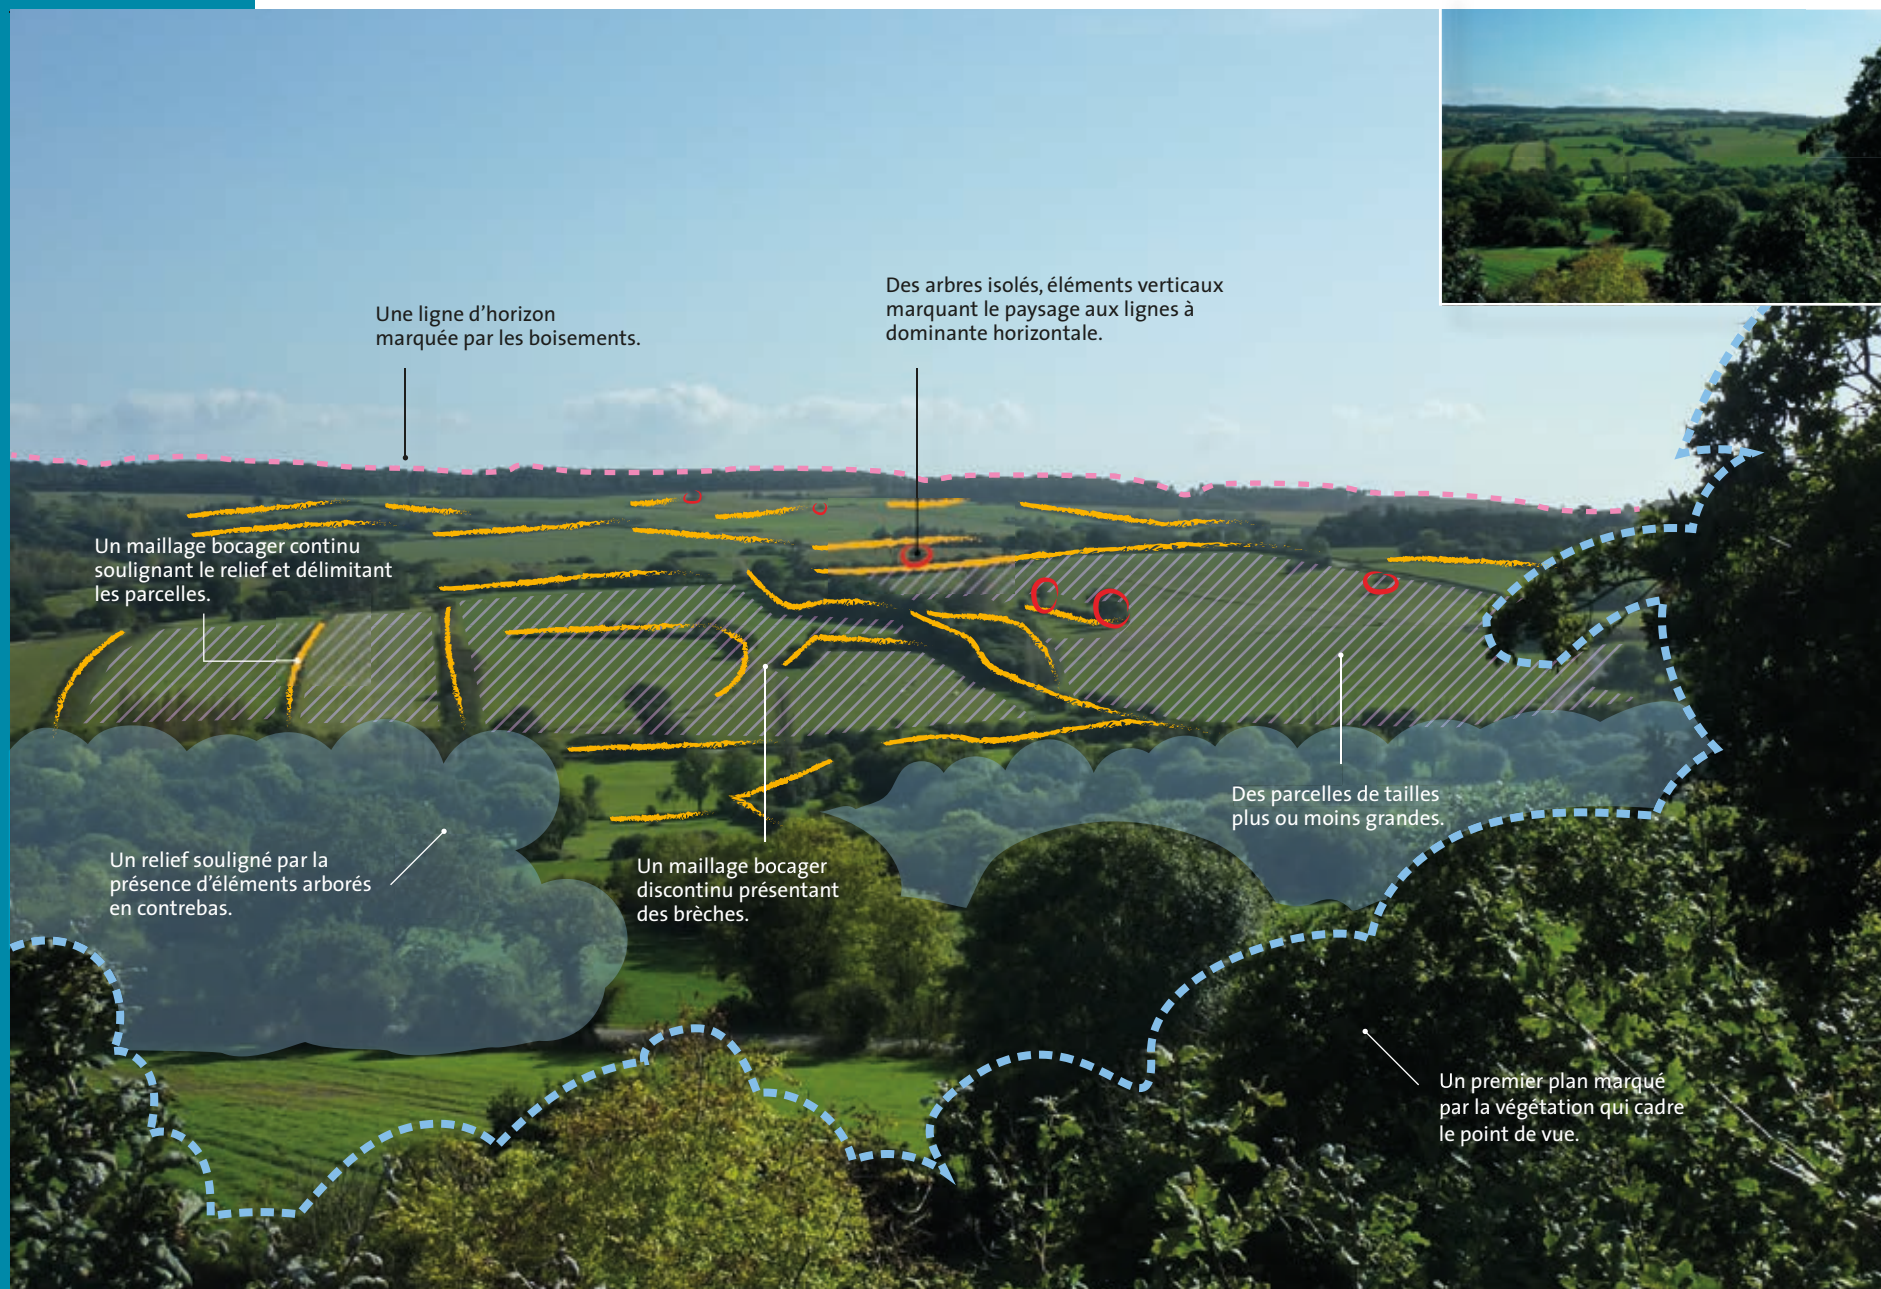 Des arbres isolés, éléments verticaux
marquant le paysage aux lignes à
dominante horizontale.
Une ligne d'horizon
marquée par les boisements.
Un maillage bocager continu
soulignant le relief et délimitant
les parcelles.
Des parcelles de tailles
plus ou moins grandes.
Un relief souligné par la
présence d'éléments arborés
en contrebas.
Un maillage bocager
discontinu présentant
des brèches.
Un premier plan marqué
par la végétation qui cadre
le point de vue.